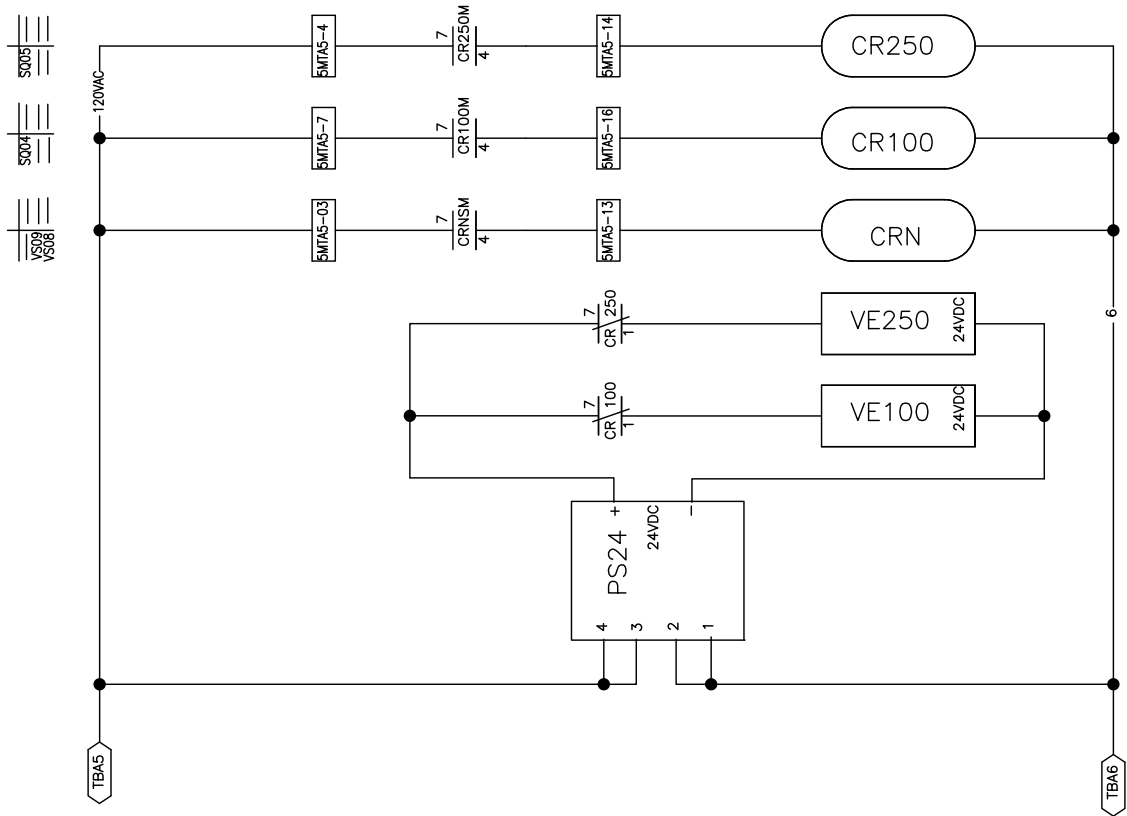 SQ05
120VAC
5MTA5-4
7
CR250M
4
5MTA5-14
CR250
SQ04
5MTA5-7
7
CR100M
4
5MTA5-16
CR100
VS09
VS08
5MTA5-03
7
CRNSM
4
5MTA5-13
CRN
7
CR 250
1
VE250
24VDC
6
7
CR 100
1
VE100
24VDC
+
24VDC
−
PS24
4
3
2
1
TBA5
TBA6